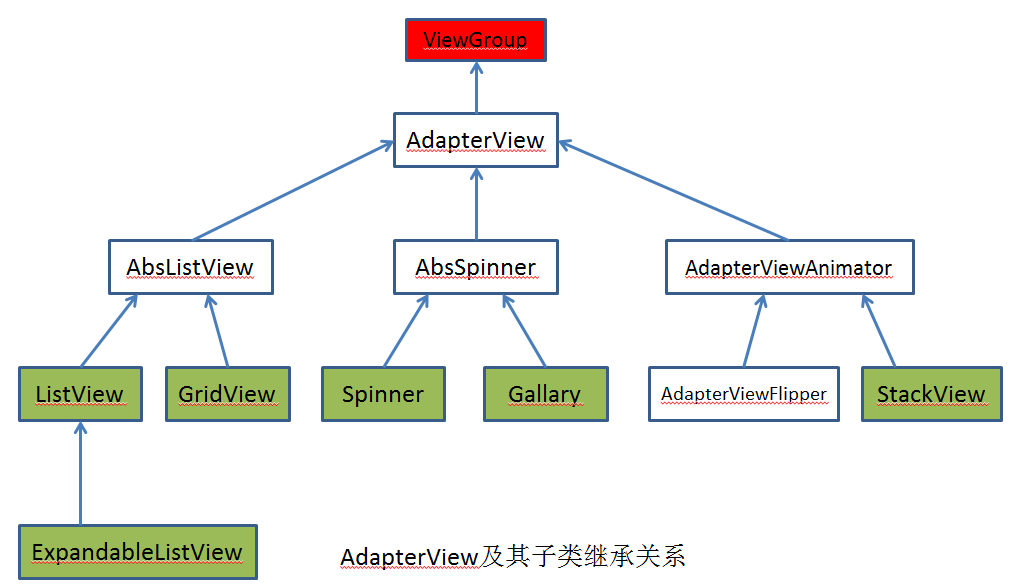 ViewGroup
AdapterView
AbsListView
AbsSpinner
AdapterViewAnimator
ListView
GridView
Spinner
Gallary
AdapterViewFlipper
StackView
ExpandableListView
AdapterView及其子类继承关系